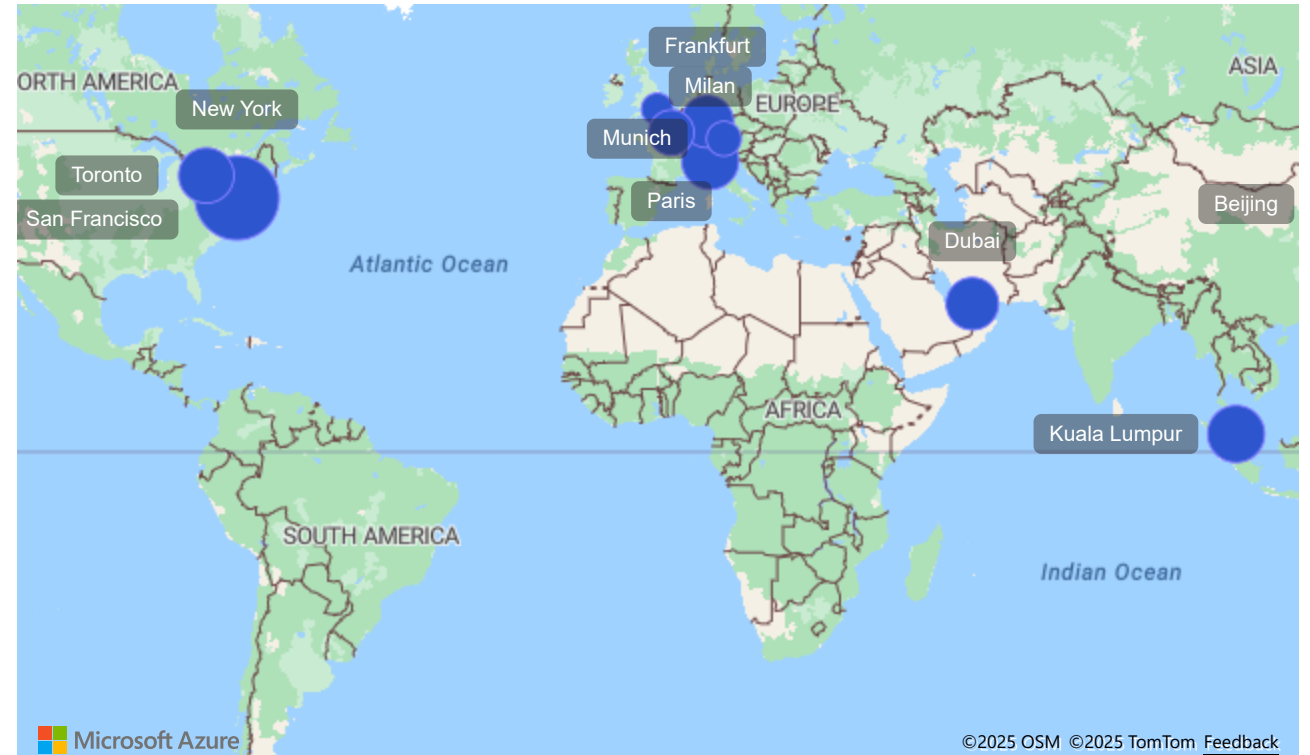 Frankfurt
ASIA
ORTH AMERICA
Milan
EUROPE
New York
Munich
Toronto
Paris
Beijing
San Francisco
Dubai
Atlantic Ocean
AFRICA
Kuala Lumpur
SOUTH AMERICA
Indian Ocean
Microsoft Azure
©2025 OSM ©2025 TomTom Feedback